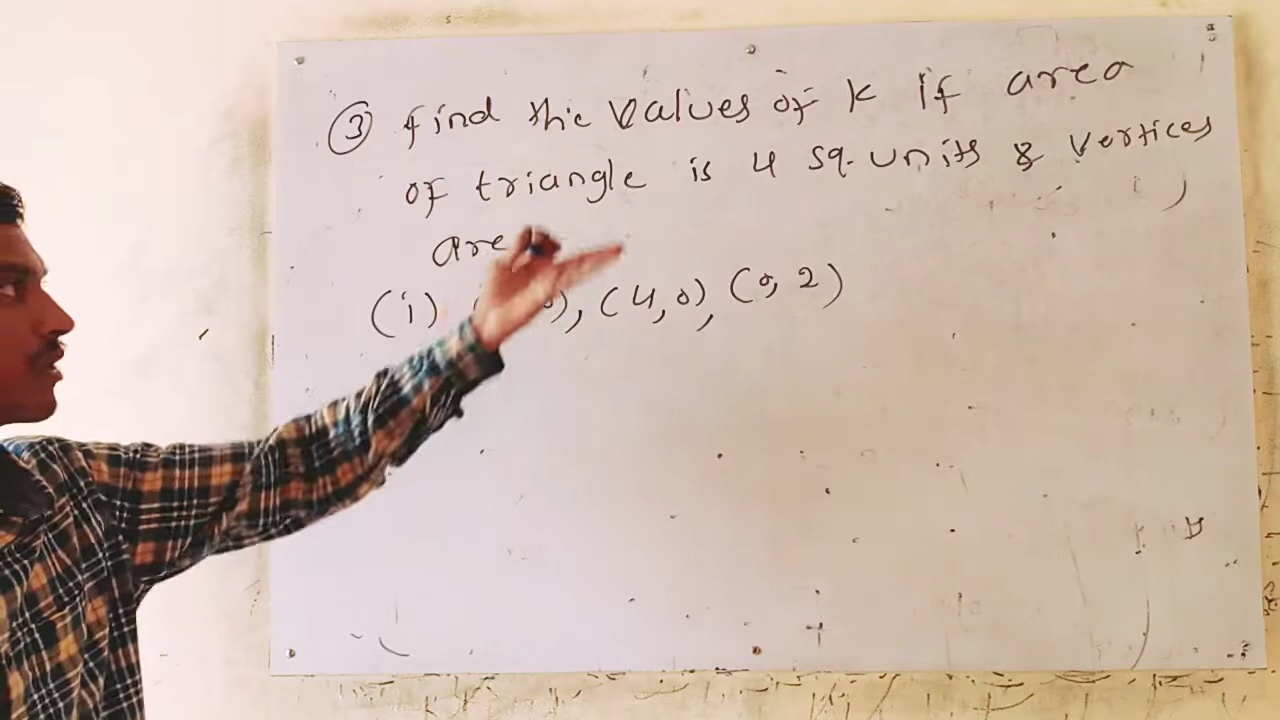 ③ find the values of k if area
of triangle is 4 sq. units & vertices
are
(i) ), (4,0), (0, 2)